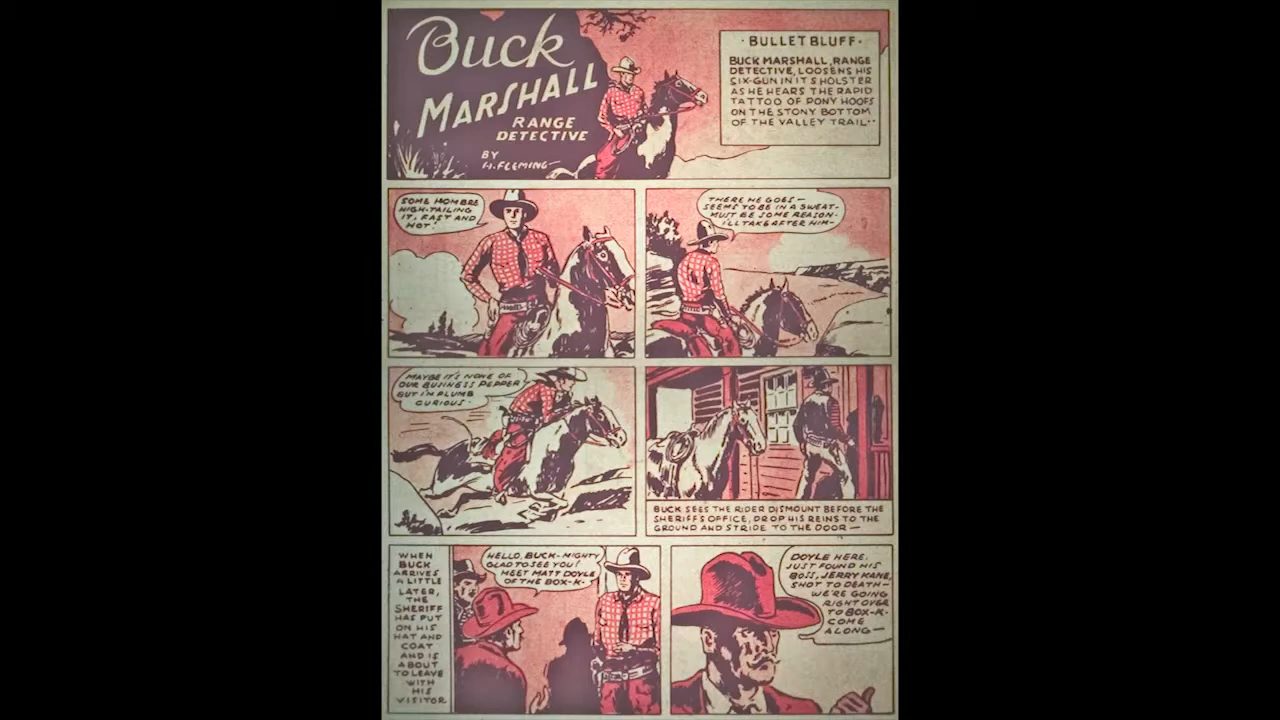 Buck
MARSHALL
RANGE
DETECTIVE
BY
H. FLEMING—
·BULLET BLUFF·
BUCK MARSHALL, RANGE
DETECTIVE, LOOSENS HIS
SIX-GUN IN IT'S HOLSTER
AS HE HEARS THE RAPID
TATTOO OF PONY HOOFS
ON THE STONY BOTTOM
OF THE VALLEY TRAIL··
SOME HOMBRE
HIGH-TAILING
IT, FAST AND
HOT!
THERE HE GOES—
SEEMS TO BE IN A SWEAT-
MUST BE SOME REASON-
I'LL TAKE AFTER HIM—
MAYBE IT'S NONE OF
OUR BUSINESS PEPPER
BUT I'M PLUMB
CURIOUS-
BUCK SEES THE RIDER DISMOUNT BEFORE THE
SHERIFF'S OFFICE, DROP HIS REINS TO THE
GROUND AND STRIDE TO THE DOOR—
WHEN
BUCK
ARRIVES
A LITTLE
LATER,
THE
SHERIFF
HAS PUT
ON HIS
HAT AND
COAT
AND IS
ABOUT
TO LEAVE
WITH
HIS
VISITOR
HELLO, BUCK-MIGHTY
GLAD TO SEE YOU!
MEET MATT DOYLE
OF THE BOX-K-
DOYLE HERE,
JUST FOUND HIS
BOSS, JERRY KANE,
SHOT TO DEATH—
WE'RE GOING
RIGHT OVER
TO BOX-K-
COME
ALONG—